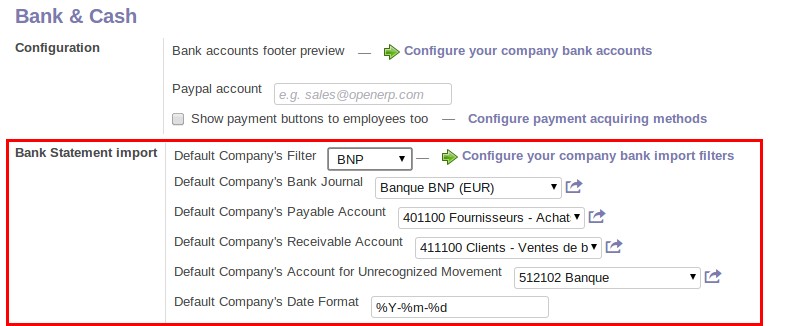 Bank & Cash
Configuration
Bank accounts footer preview — Configure your company bank accounts
Paypal account e.g. sales@openerp.com
Show payment buttons to employees too — Configure payment acquiring methods
Bank Statement import
Default Company's Filter BNP — Configure your company bank import filters
Default Company's Bank Journal Banque BNP (EUR)
Default Company's Payable Account 401100 Fournisseurs - Achat
Default Company's Receivable Account 411100 Clients - Ventes de b
Default Company's Account for Unrecognized Movement 512102 Banque
Default Company's Date Format %Y-%m-%d